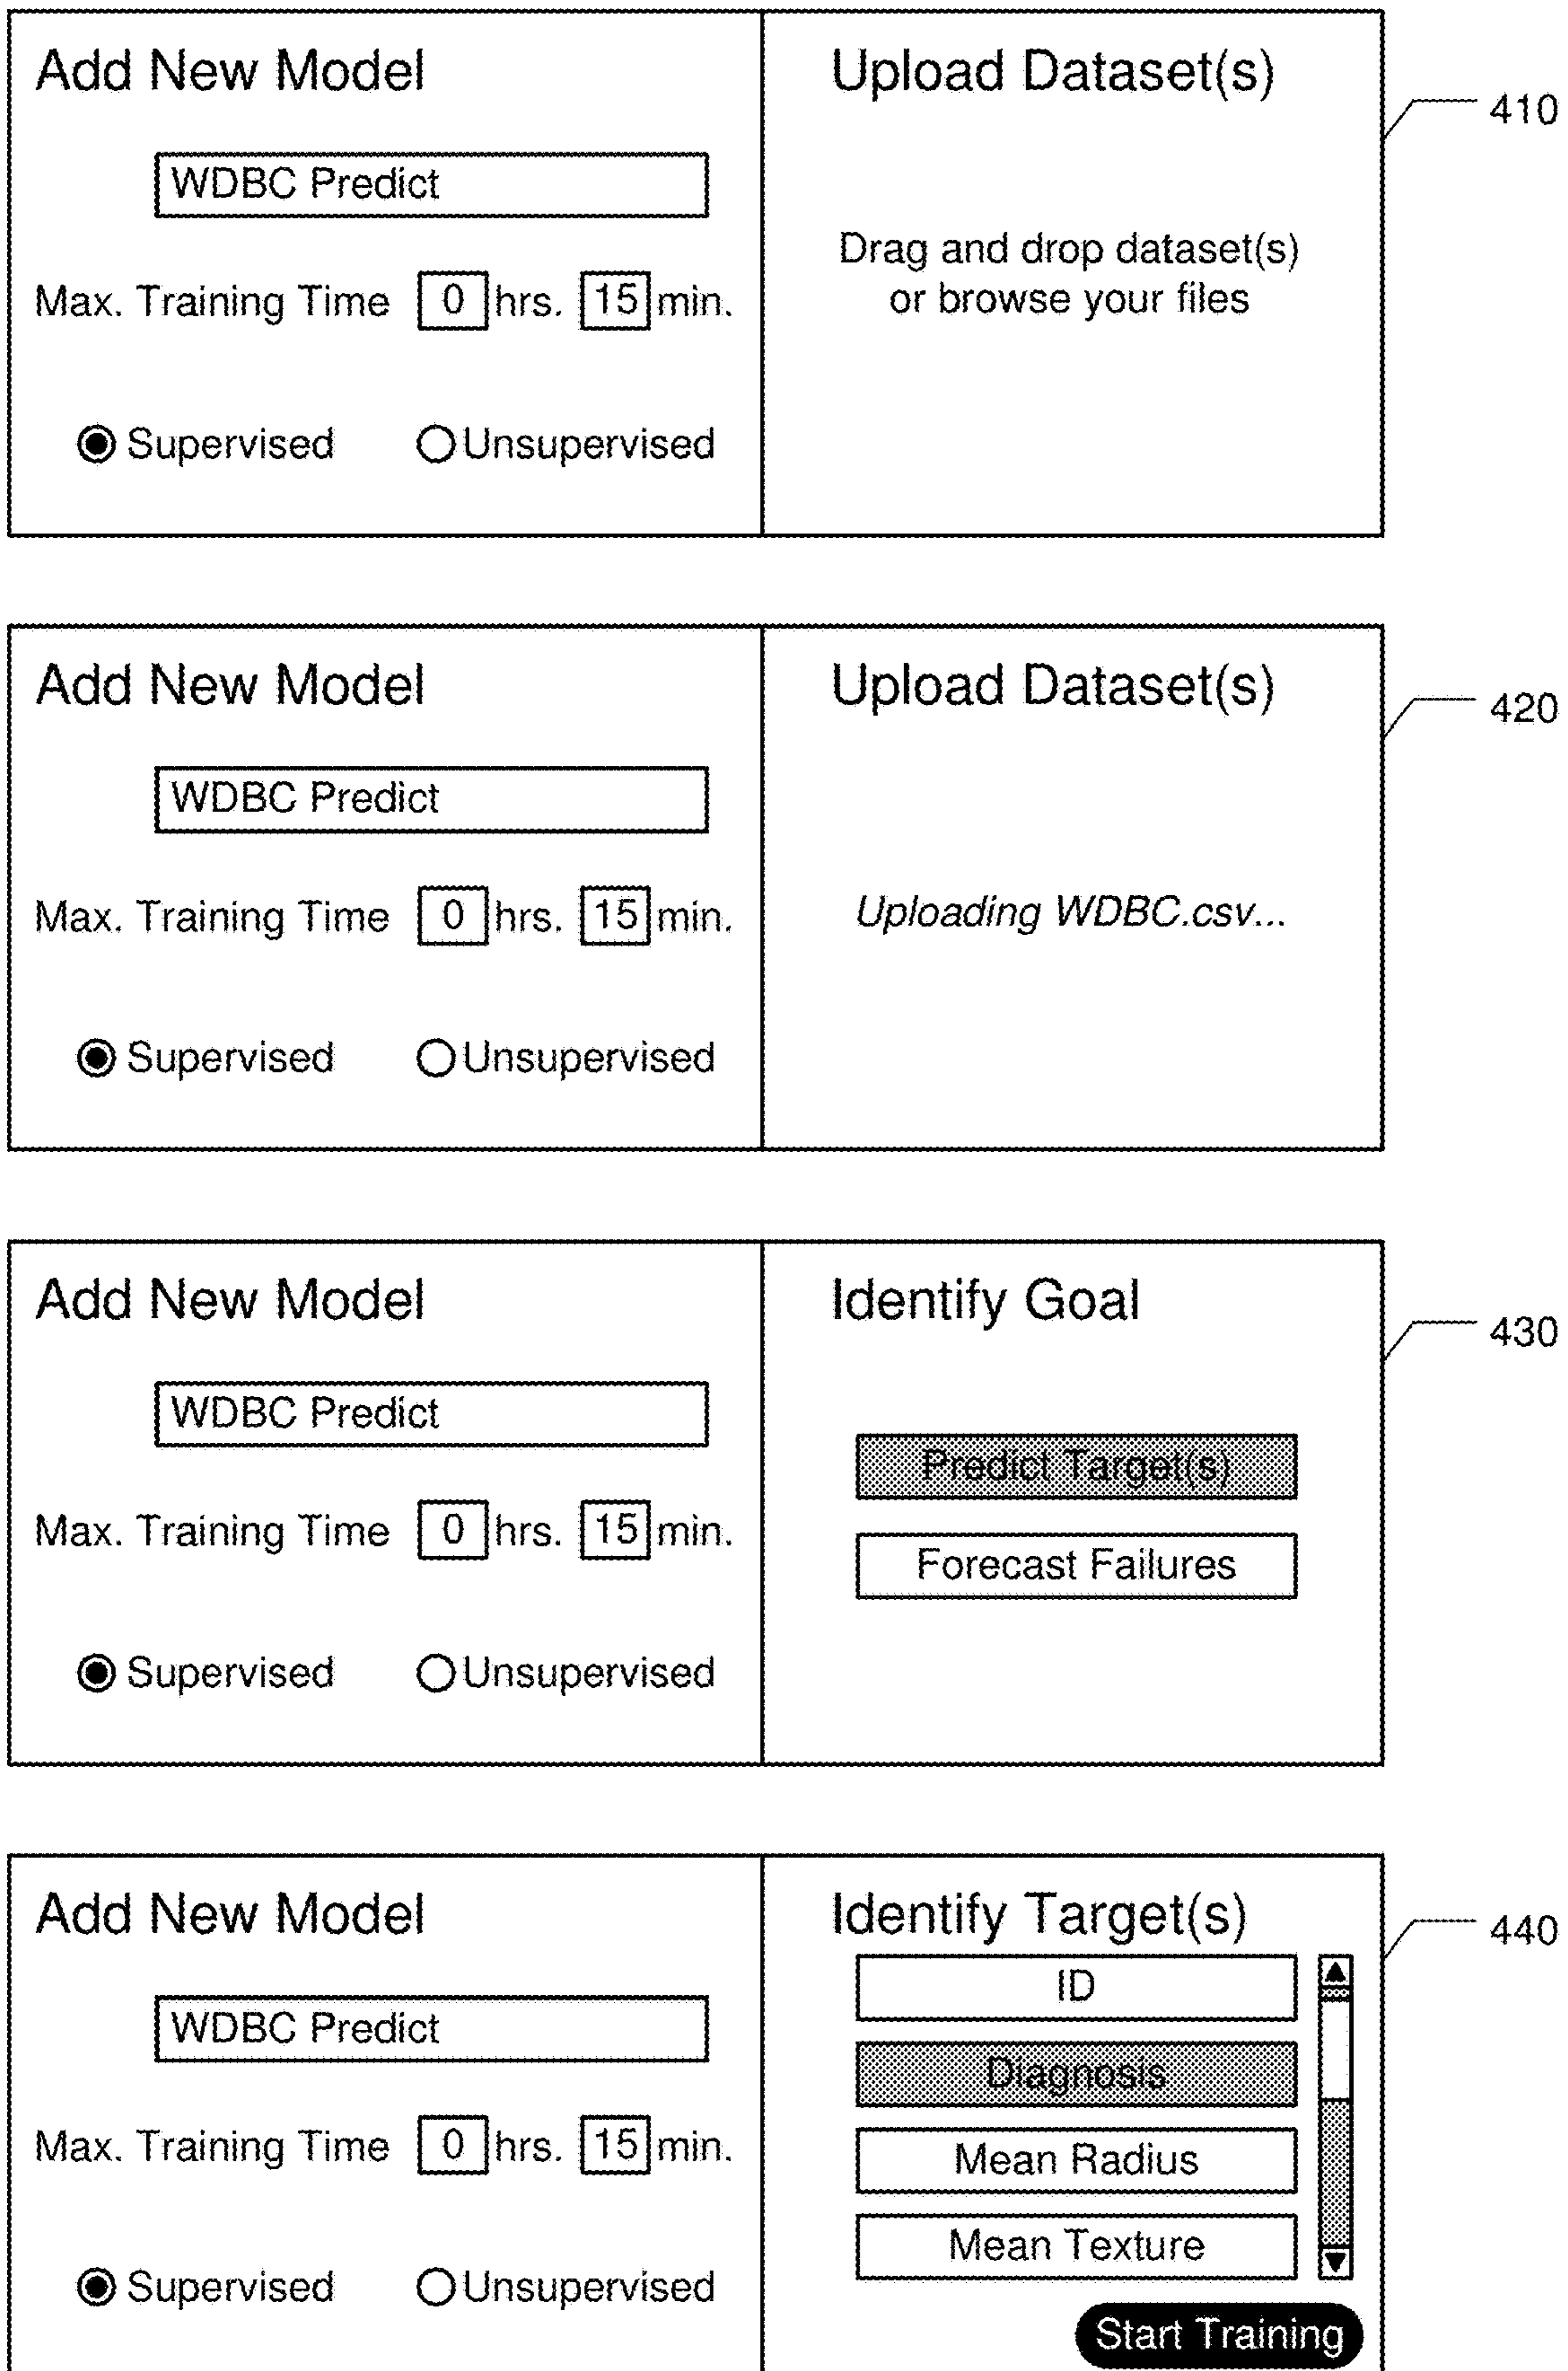 Add New Model
WDBC Predict
Max. Training Time 0 hrs. 15 min.
Supervised Unsupervised
Upload Dataset(s)
Drag and drop dataset(s)
or browse your files
410
Add New Model
WDBC Predict
Max. Training Time 0 hrs. 15 min.
Supervised Unsupervised
Upload Dataset(s)
Uploading WDBC.csv...
420
Add New Model
WDBC Predict
Max. Training Time 0 hrs. 15 min.
Supervised Unsupervised
Identify Goal
Predict Target(s)
Forecast Failures
430
Add New Model
WDBC Predict
Max. Training Time 0 hrs. 15 min.
Supervised Unsupervised
Identify Target(s)
ID
Diagnosis
Mean Radius
Mean Texture
Start Training
440